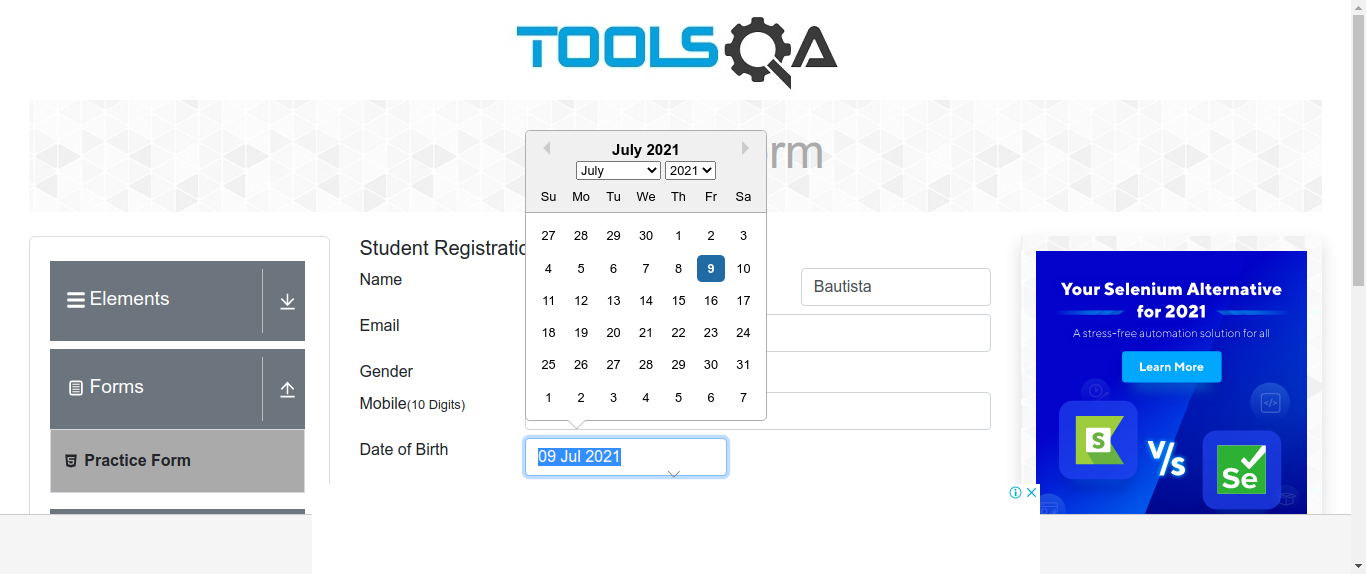 TOOLSQA
rm
July 2021
July 2021
Su Mo Tu We Th Fr Sa
27 28 29 30 1 2 3
4 5 6 7 8 9 10
11 12 13 14 15 16 17
18 19 20 21 22 23 24
25 26 27 28 29 30 31
1 2 3 4 5 6 7
Elements
Forms
Practice Form
Student Registratio
Name
Bautista
Email
Gender
Mobile(10 Digits)
Date of Birth
09 Jul 2021
Your Selenium Alternative
for 2021
A stress-free automation solution for all
Learn More
S
V/s
Se